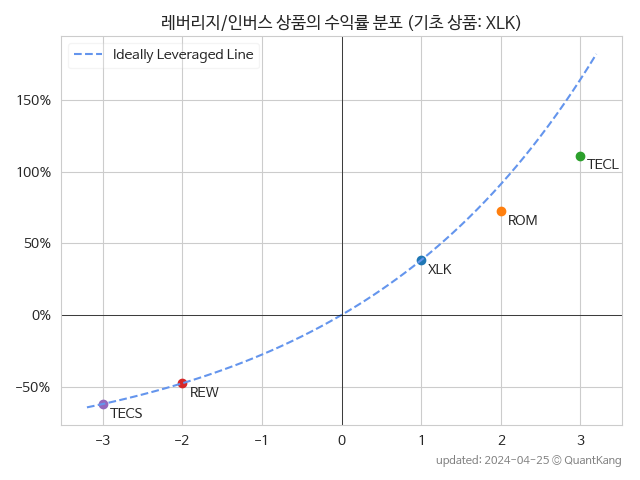 레버리지/인버스 상품의 수익률 분포 (기초 상품: XLK)
Ideally Leveraged Line
150%
100%
50%
0%
−50%
TECL
ROM
XLK
REW
TECS
−3 −2 −1 0 1 2 3
updated: 2024-04-25 © QuantKang